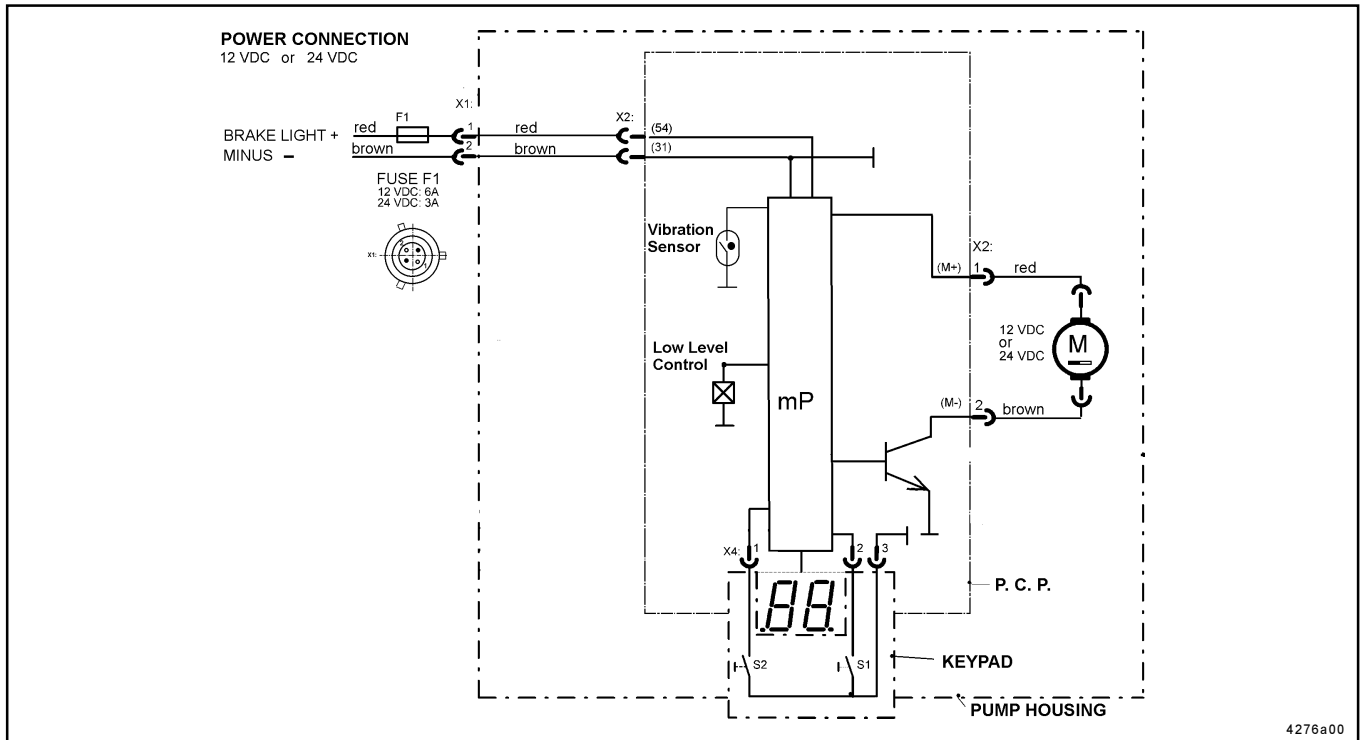 POWER CONNECTION
12 VDC or 24 VDC
X1:
F1
X2:
BRAKE LIGHT +
red
1
red
(54)
MINUS -
brown
2
brown
(31)
FUSE F1
12 VDC: 6A
24 VDC: 3A
X1:
2
1
Vibration
Sensor
X2:
(M+)
1
red
12 VDC
or
24 VDC
M
Low Level
Control
mP
(M-)
2
brown
X4:
1
2
3
88
P. C. P.
S2
S1
KEYPAD
PUMP HOUSING
4276a00